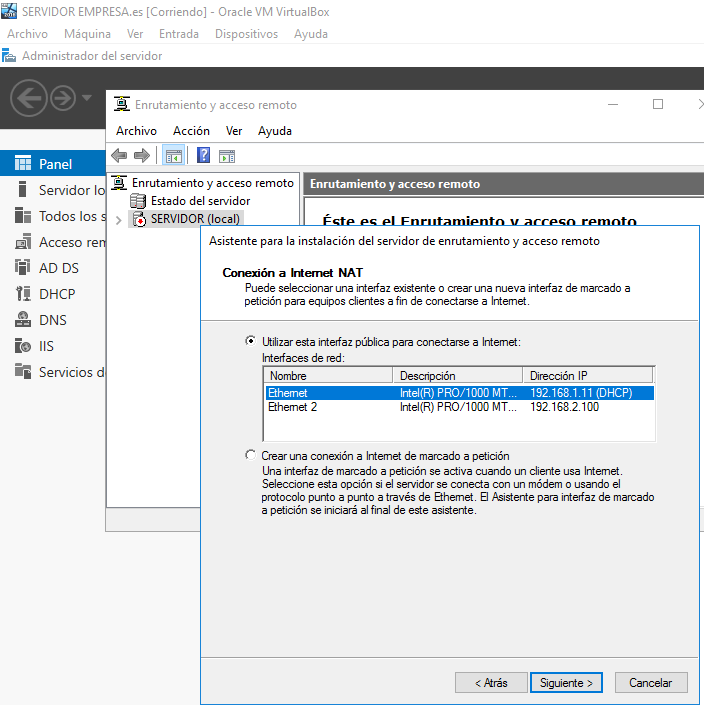 SERVIDOR EMPRESA.es [Corriendo] - Oracle VM VirtualBox
Archivo Máquina Ver Entrada Dispositivos Ayuda
Administrador del servidor
Enrutamiento y acceso remoto
Archivo Acción Ver Ayuda
Panel
Servidor lo
Todos los s
Acceso rem
AD DS
DHCP
DNS
IIS
Servicios d
Enrutamiento y acceso remoto
Estado del servidor
SERVIDOR (local)
Enrutamiento y acceso remoto
Éste es el Enrutamiento y acceso remoto
Asistente para la instalación del servidor de enrutamiento y acceso remoto
Conexión a Internet NAT
Puede seleccionar una interfaz existente o crear una nueva interfaz de marcado a
petición para equipos clientes a fin de conectarse a Internet.
Utilizar esta interfaz pública para conectarse a Internet:
Interfaces de red:
Nombre Descripción Dirección IP
Ethernet Intel(R) PRO/1000 MT... 192.168.1.11 (DHCP)
Ethernet 2 Intel(R) PRO/1000 MT... 192.168.2.100
Crear una conexión a Internet de marcado a petición
Una interfaz de marcado a petición se activa cuando un cliente usa Internet.
Seleccione esta opción si el servidor se conecta con un módem o usando el
protocolo punto a punto a través de Ethernet. El Asistente para interfaz de marcado
a petición se iniciará al final de este asistente.
< Atrás Siguiente > Cancelar